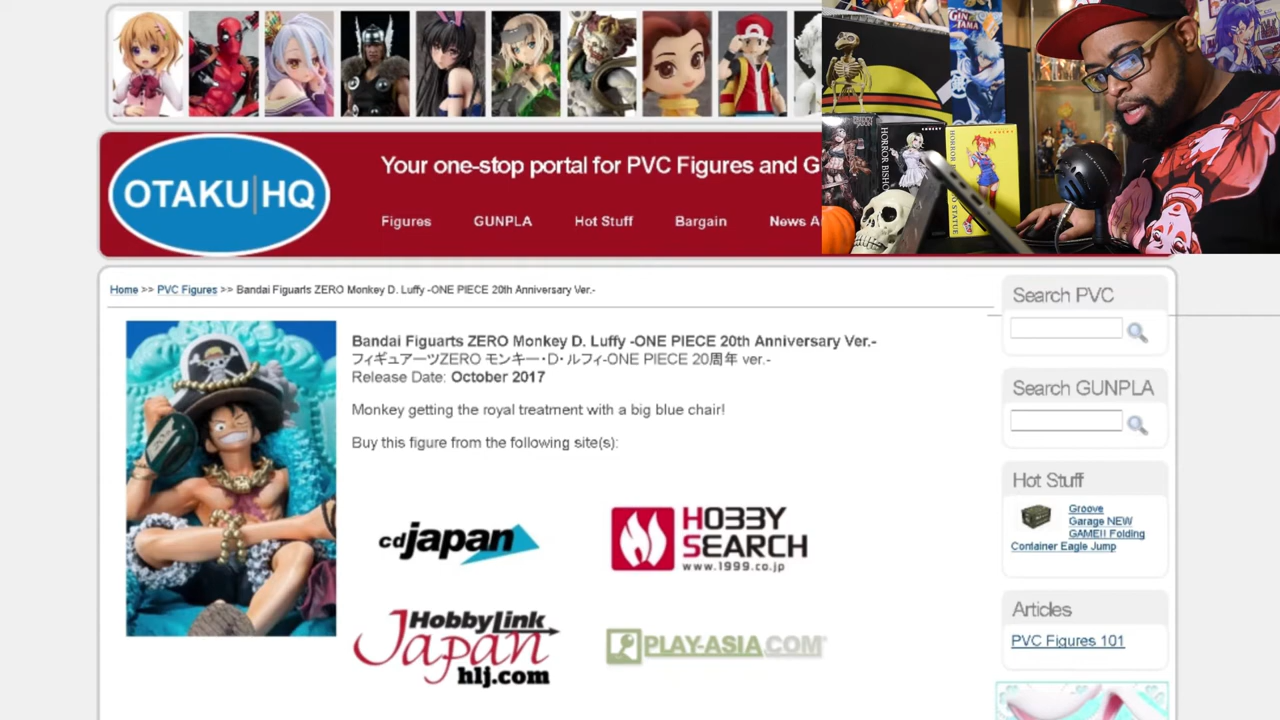 OTAKU|HQ
Your one-stop portal for PVC Figures and G
Figures
GUNPLA
Hot Stuff
Bargain
News A
GINTAMA
HORROR BISHO
HORROR
O STATUE
Home >> PVC Figures >> Bandai Figuarls ZERO Monkey D. Luffy -ONE PIECE 20th Anniversary Ver.-
Bandai Figuarts ZERO Monkey D. Luffy -ONE PIECE 20th Anniversary Ver.-
フィギュアーツZERO モンキー・D・ルフィ-ONE PIECE 20周年 ver.-
Release Date: October 2017
Monkey getting the royal treatment with a big blue chair!
Buy this figure from the following site(s):
cdjapan
HOBBY
SEARCH
www.1999.co.jp
HobbyLink
Japan
hlj.com
PLAY-ASIA.COM
Search PVC
Search GUNPLA
Hot Stuff
Groove
Garage NEW
GAME!! Folding
Container Eagle Jump
Articles
PVC Figures 101